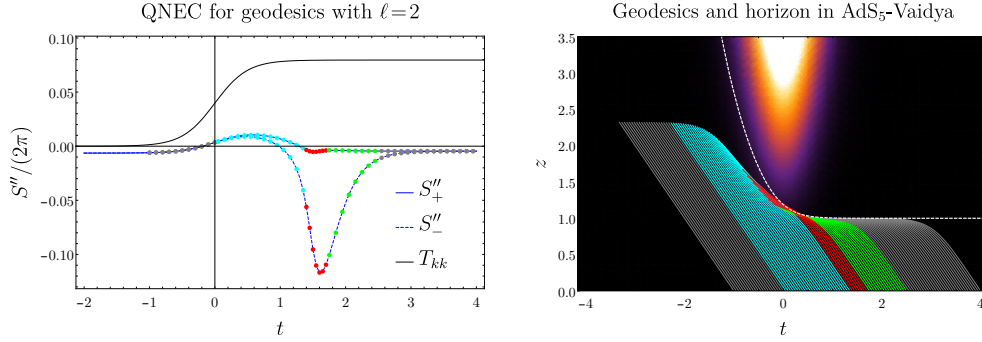 QNEC for geodesics with ℓ=2
0.10
0.05
0.00
−0.05
−0.10
S''/(2π)
S''₊
S''₋
T_kk
−2 −1 0 1 2 3 4
t
Geodesics and horizon in AdS₅-Vaidya
3.5
3.0
2.5
2.0
1.5
1.0
0.5
0.0
z
−4 −2 0 2 4
t